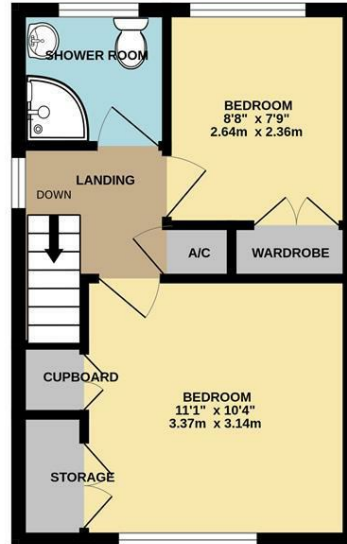 SHOWER ROOM
BEDROOM
8'8" x 7'9"
2.64m x 2.36m
LANDING
DOWN
A/C
WARDROBE
CUPBOARD
BEDROOM
11'1" x 10'4"
3.37m x 3.14m
STORAGE